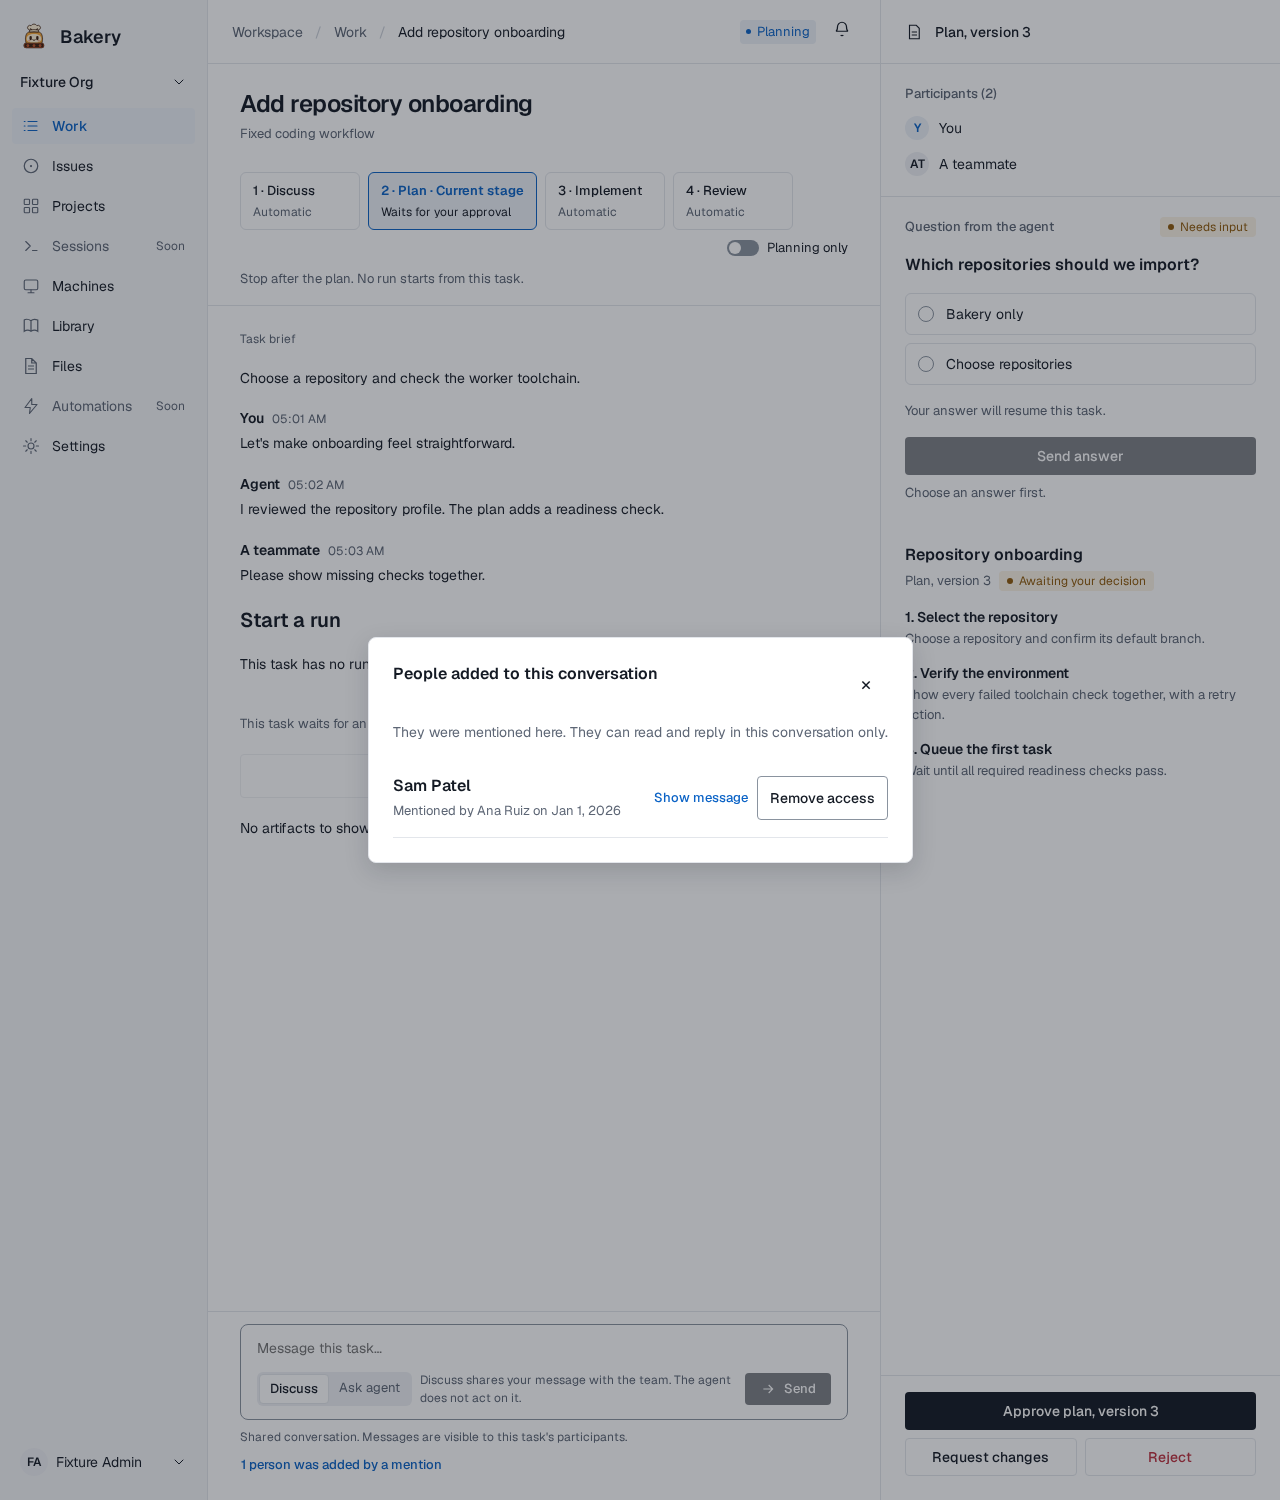 Bakery
Fixture Org
Work
Issues
Projects
Sessions Soon
Machines
Library
Files
Automations Soon
Settings
FA Fixture Admin
Workspace / Work / Add repository onboarding
Planning
Add repository onboarding
Fixed coding workflow
1 · Discuss
Automatic
2 · Plan · Current stage
Waits for your approval
3 · Implement
Automatic
4 · Review
Automatic
Planning only
Stop after the plan. No run starts from this task.
Task brief
Choose a repository and check the worker toolchain.
You 05:01 AM
Let's make onboarding feel straightforward.
Agent 05:02 AM
I reviewed the repository profile. The plan adds a readiness check.
A teammate 05:03 AM
Please show missing checks together.
Start a run
This task has no run
This task waits for an
No artifacts to show
People added to this conversation
They were mentioned here. They can read and reply in this conversation only.
Sam Patel
Mentioned by Ana Ruiz on Jan 1, 2026
Show message
Remove access
Message this task…
Discuss
Ask agent
Discuss shares your message with the team. The agent
does not act on it.
Send
Shared conversation. Messages are visible to this task's participants.
1 person was added by a mention
Plan, version 3
Participants (2)
Y You
AT A teammate
Question from the agent
Needs input
Which repositories should we import?
Bakery only
Choose repositories
Your answer will resume this task.
Send answer
Choose an answer first.
Repository onboarding
Plan, version 3
Awaiting your decision
1. Select the repository
Choose a repository and confirm its default branch.
. Verify the environment
how every failed toolchain check together, with a retry
ction.
. Queue the first task
ait until all required readiness checks pass.
Approve plan, version 3
Request changes
Reject